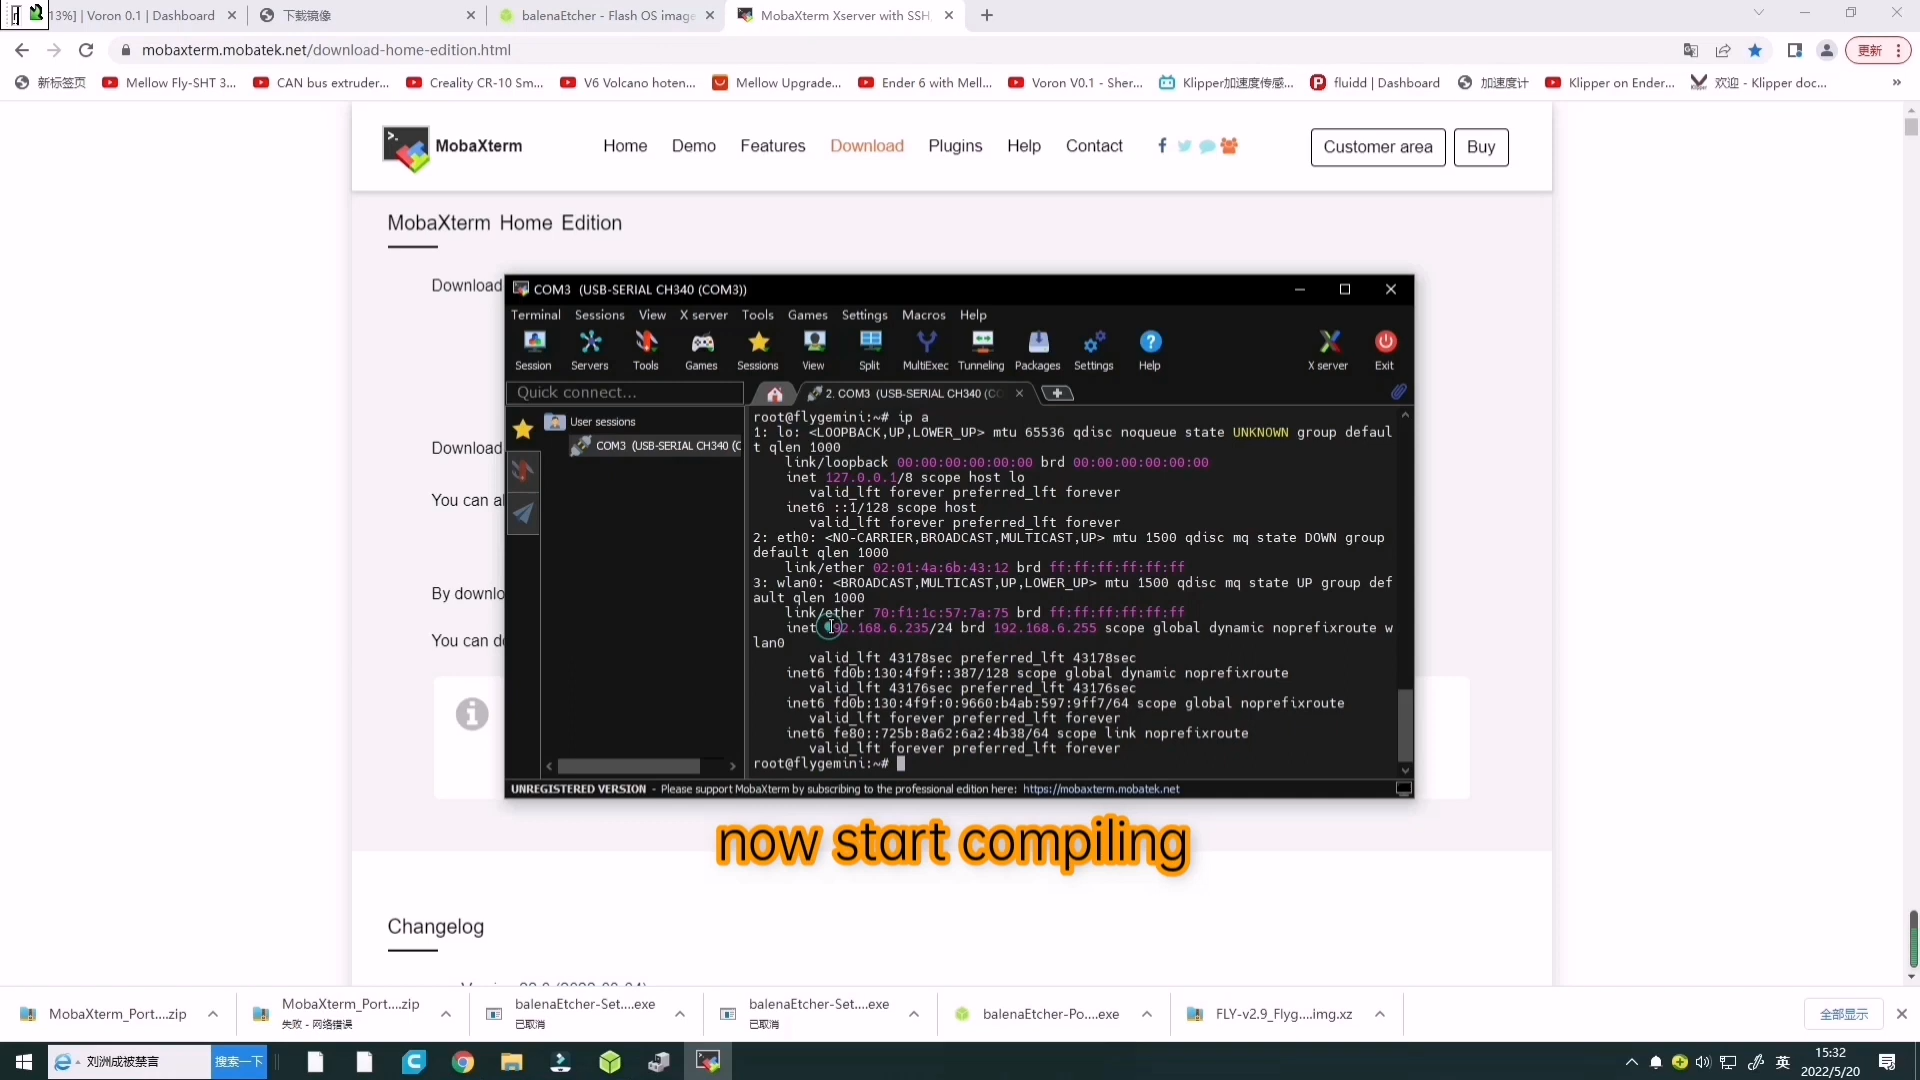 13%] | Voron 0.1 | Dashboard
下载镜像
balenaEtcher - Flash OS image
MobaXterm Xserver with SSH,
mobaxterm.mobatek.net/download-home-edition.html
更新
新标签页
Mellow Fly-SHT 3...
CAN bus extruder...
Creality CR-10 Sm...
V6 Volcano hoten...
Mellow Upgrade...
Ender 6 with Mell...
Voron V0.1 - Sher...
Klipper加速度传感...
fluidd | Dashboard
加速度计
Klipper on Ender...
欢迎 - Klipper doc...
MobaXterm
Home
Demo
Features
Download
Plugins
Help
Contact
Customer area
Buy
MobaXterm Home Edition
Download
Download
You can al
By downlo
You can do
COM3 (USB-SERIAL CH340 (COM3))
Terminal Sessions View X server Tools Games Settings Macros Help
Session Servers Tools Games Sessions View Split MultiExec Tunneling Packages Settings Help X server Exit
Quick connect...
2. COM3 (USB-SERIAL CH340 (CO
User sessions
COM3 (USB-SERIAL CH340 (C
root@flygemini:~# ip a
1: lo: <LOOPBACK,UP,LOWER_UP> mtu 65536 qdisc noqueue state UNKNOWN group defaul
t qlen 1000
link/loopback 00:00:00:00:00:00 brd 00:00:00:00:00:00
inet 127.0.0.1/8 scope host lo
valid_lft forever preferred_lft forever
inet6 ::1/128 scope host
valid_lft forever preferred_lft forever
2: eth0: <NO-CARRIER,BROADCAST,MULTICAST,UP> mtu 1500 qdisc mq state DOWN group
default qlen 1000
link/ether 02:01:4a:6b:43:12 brd ff:ff:ff:ff:ff:ff
3: wlan0: <BROADCAST,MULTICAST,UP,LOWER_UP> mtu 1500 qdisc mq state UP group def
ault qlen 1000
link/ether 70:f1:1c:57:7a:75 brd ff:ff:ff:ff:ff:ff
inet 192.168.6.235/24 brd 192.168.6.255 scope global dynamic noprefixroute w
lan0
valid_lft 43178sec preferred_lft 43178sec
inet6 fd0b:130:4f9f::387/128 scope global dynamic noprefixroute
valid_lft 43176sec preferred_lft 43176sec
inet6 fd0b:130:4f9f:0:9660:b4ab:597:9ff7/64 scope global noprefixroute
valid_lft forever preferred_lft forever
inet6 fe80::725b:8a62:6a2:4b38/64 scope link noprefixroute
valid_lft forever preferred_lft forever
root@flygemini:~#
UNREGISTERED VERSION - Please support MobaXterm by subscribing to the professional edition here: https://mobaxterm.mobatek.net
now start compiling
Changelog
MobaXterm_Port....zip
MobaXterm_Port....zip
失败 - 网络错误
balenaEtcher-Set....exe
已取消
balenaEtcher-Set....exe
已取消
balenaEtcher-Po....exe
FLY-v2.9_Flyg....img.xz
全部显示
刘洲成被禁言
搜索一下
英
15:32
2022/5/20